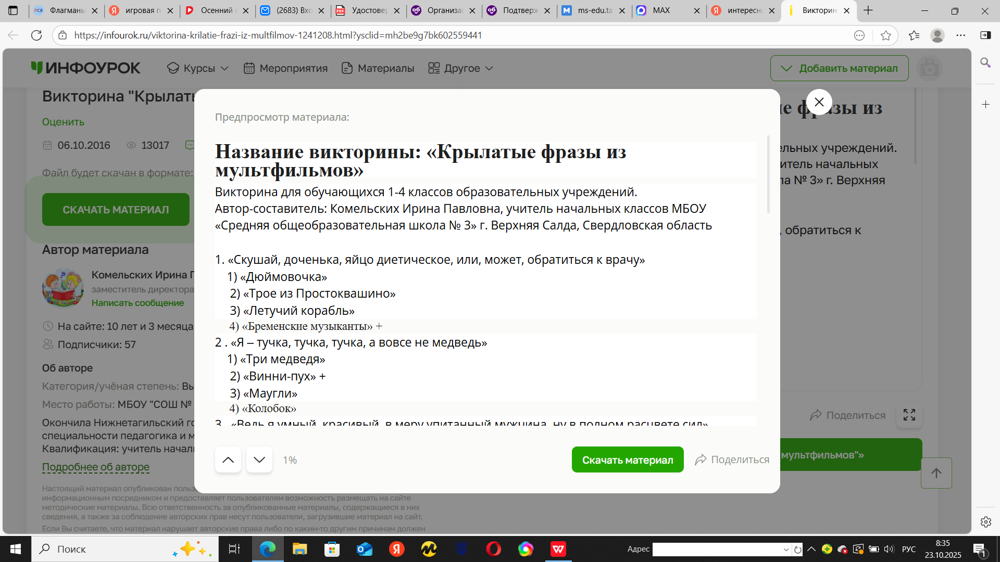 Флагманы
игровая п
Осенний
(2683) Вхо
Удостовер
Организац
Подтверж
ms-edu.ta
MAX
интересны
Викторин
https://infourok.ru/viktorina-krilatie-frazi-iz-multfilmov-1241208.html?ysclid=mh2be9g7bk602559441
ИНФОУРОК
Курсы
Мероприятия
Материалы
Другое
Добавить материал
Викторина "Крылаты
Оценить
06.10.2016
13017
Файл будет скачан в формате:
СКАЧАТЬ МАТЕРИАЛ
Автор материала
Комельских Ирина П
заместитель директора
Написать сообщение
На сайте: 10 лет и 3 месяца
Подписчики: 57
Об авторе
Категория/учёная степень: Вы
Место работы: МБОУ "СОШ №
Окончила Нижнетагильский го
специальности педагогика и м
Квалификация: учитель начал
Подробнее об авторе
Настоящий материал опубликован польз
информационным посредником и предоставляет пользователям возможность размещать на сайте
методические материалы. Всю ответственность за опубликованные материалы, содержащиеся в них
сведения, а также за соблюдение авторских прав несут пользователи, загрузившие материал на сайт.
Если Вы считаете, что материал нарушает авторские права либо по каким-то другим причинам должен
Предпросмотр материала:
Название викторины: «Крылатые фразы из
мультфильмов»
Викторина для обучающихся 1-4 классов образовательных учреждений.
Автор-составитель: Комельских Ирина Павловна, учитель начальных классов МБОУ
«Средняя общеобразовательная школа № 3» г. Верхняя Салда, Свердловская область
1. «Скушай, доченька, яйцо диетическое, или, может, обратиться к врачу»
1) «Дюймовочка»
2) «Трое из Простоквашино»
3) «Летучий корабль»
4) «Бременские музыканты» +
2 . «Я – тучка, тучка, тучка, а вовсе не медведь»
1) «Три медведя»
2) «Винни-пух» +
3) «Маугли»
4) «Колобок»
3 . «Ведь я умный, красивый, в меру упитанный мужчина, ну в полном расцвете сил»
1%
Скачать материал
Поделиться
ие фразы из
ельных учреждений.
итель начальных
ла № 3» г. Верхняя
, обратиться к
Поделиться
мультфильмов"»
Поиск
Адрес
РУС
8:35
23.10.2025
1